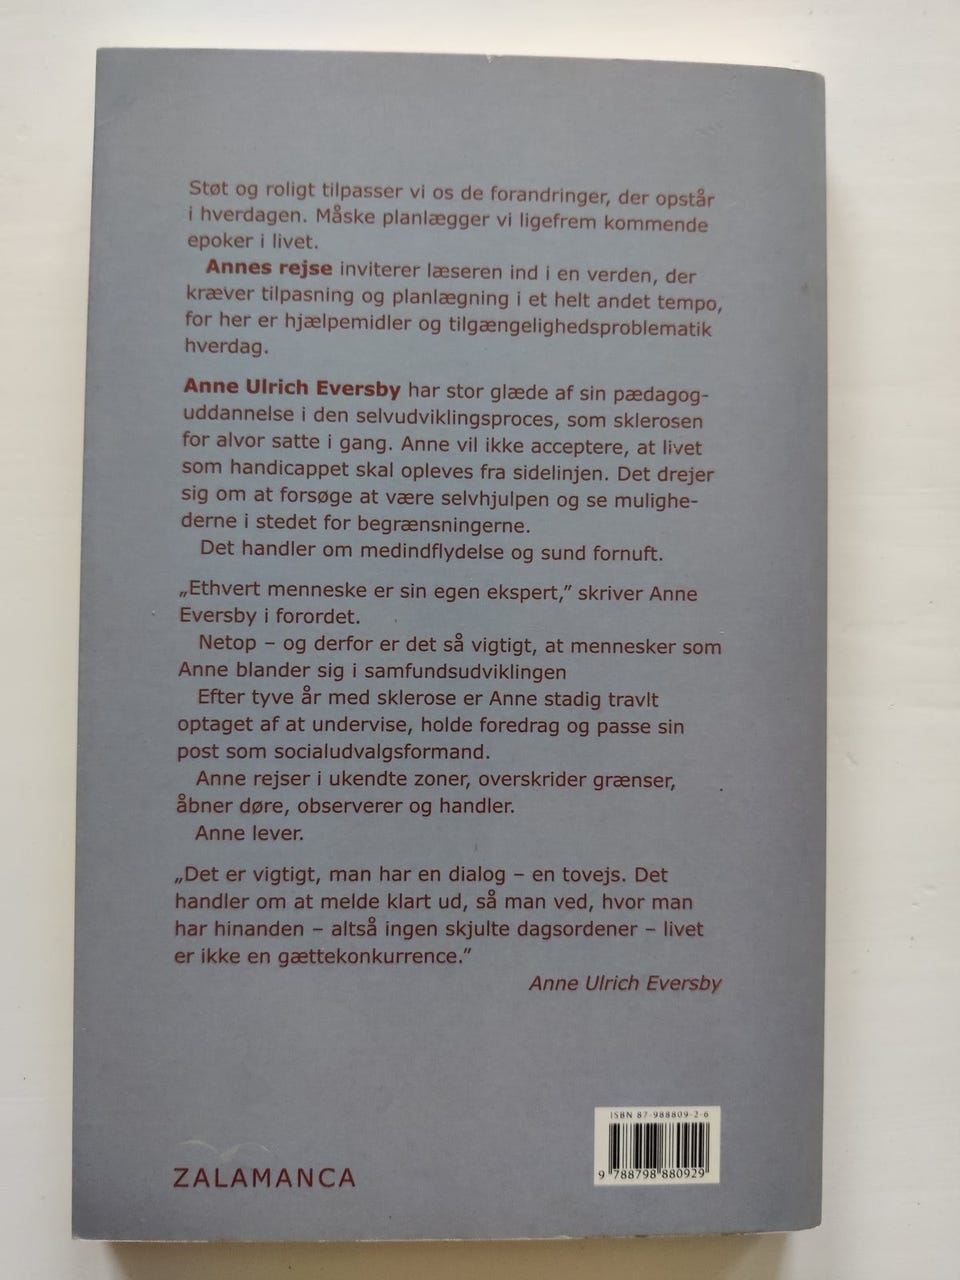 Støt og roligt tilpasser vi os de forandringer, der opstår
i hverdagen. Måske planlægger vi ligefrem kommende
epoker i livet.
Annes rejse inviterer læseren ind i en verden, der
kræver tilpasning og planlægning i et helt andet tempo,
for her er hjælpemidler og tilgængelighedsproblematik
hverdag.
Anne Ulrich Eversby har stor glæde af sin pædagog-
uddannelse i den selvudviklingsproces, som sklerosen
for alvor satte i gang. Anne vil ikke acceptere, at livet
som handicappet skal opleves fra sidelinjen. Det drejer
sig om at forsøge at være selvhjulpen og se mulighe-
derne i stedet for begrænsningerne.
Det handler om medindflydelse og sund fornuft.
„Ethvert menneske er sin egen ekspert,” skriver Anne
Eversby i forordet.
Netop – og derfor er det så vigtigt, at mennesker som
Anne blander sig i samfundsudviklingen
Efter tyve år med sklerose er Anne stadig travlt
optaget af at undervise, holde foredrag og passe sin
post som socialudvalgsformand.
Anne rejser i ukendte zoner, overskrider grænser,
åbner døre, observerer og handler.
Anne lever.
„Det er vigtigt, man har en dialog – en tovejs. Det
handler om at melde klart ud, så man ved, hvor man
har hinanden – altså ingen skjulte dagsordener – livet
er ikke en gættekonkurrence.”
Anne Ulrich Eversby
ISBN 87-988809-2-6
9 788798 880929
ZALAMANCA